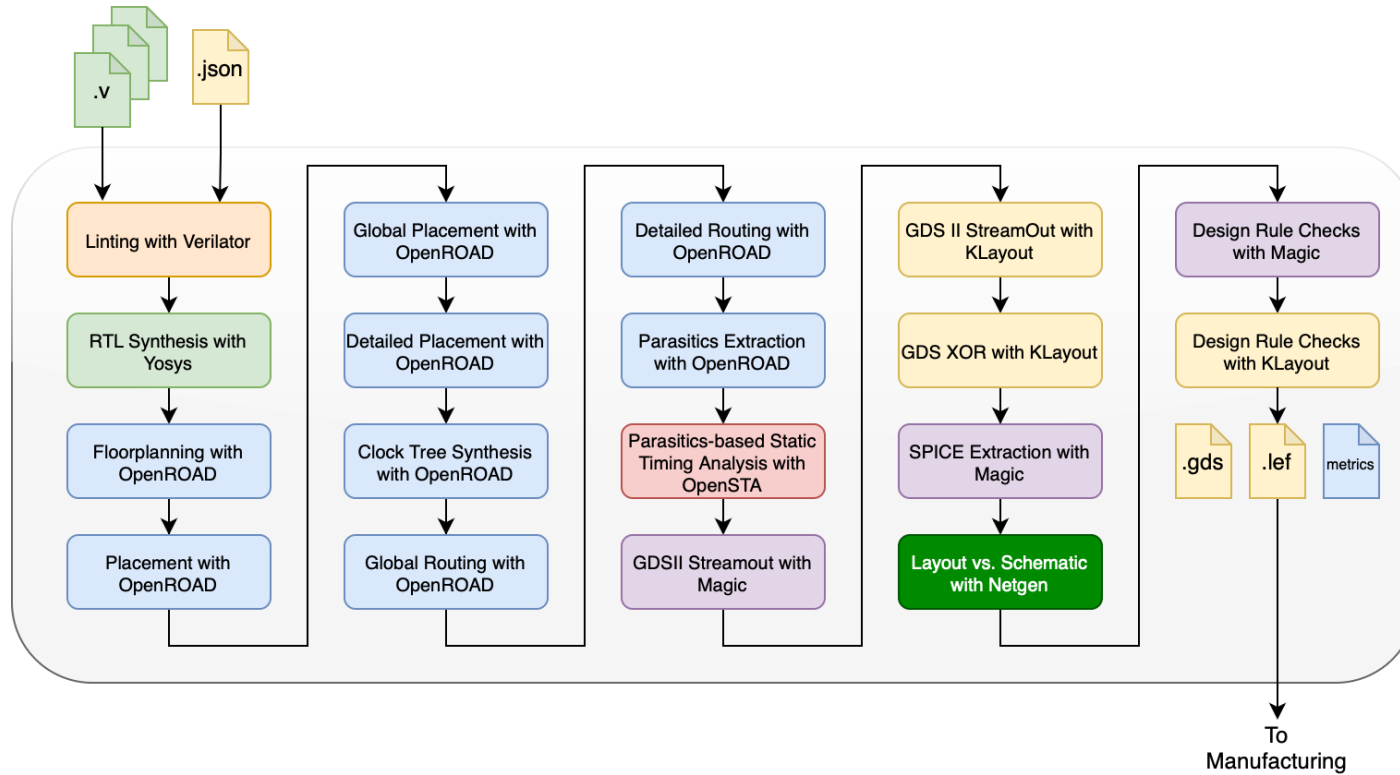 .v
.json
Linting with Verilator
RTL Synthesis with
Yosys
Floorplanning with
OpenROAD
Placement with
OpenROAD
Global Placement with
OpenROAD
Detailed Placement with
OpenROAD
Clock Tree Synthesis
with OpenROAD
Global Routing with
OpenROAD
Detailed Routing with
OpenROAD
Parasitics Extraction
with OpenROAD
Parasitics-based Static
Timing Analysis with
OpenSTA
GDSII Streamout with
Magic
GDS II StreamOut with
KLayout
GDS XOR with KLayout
SPICE Extraction with
Magic
Layout vs. Schematic
with Netgen
Design Rule Checks
with Magic
Design Rule Checks
with KLayout
.gds
.lef
metrics
To
Manufacturing